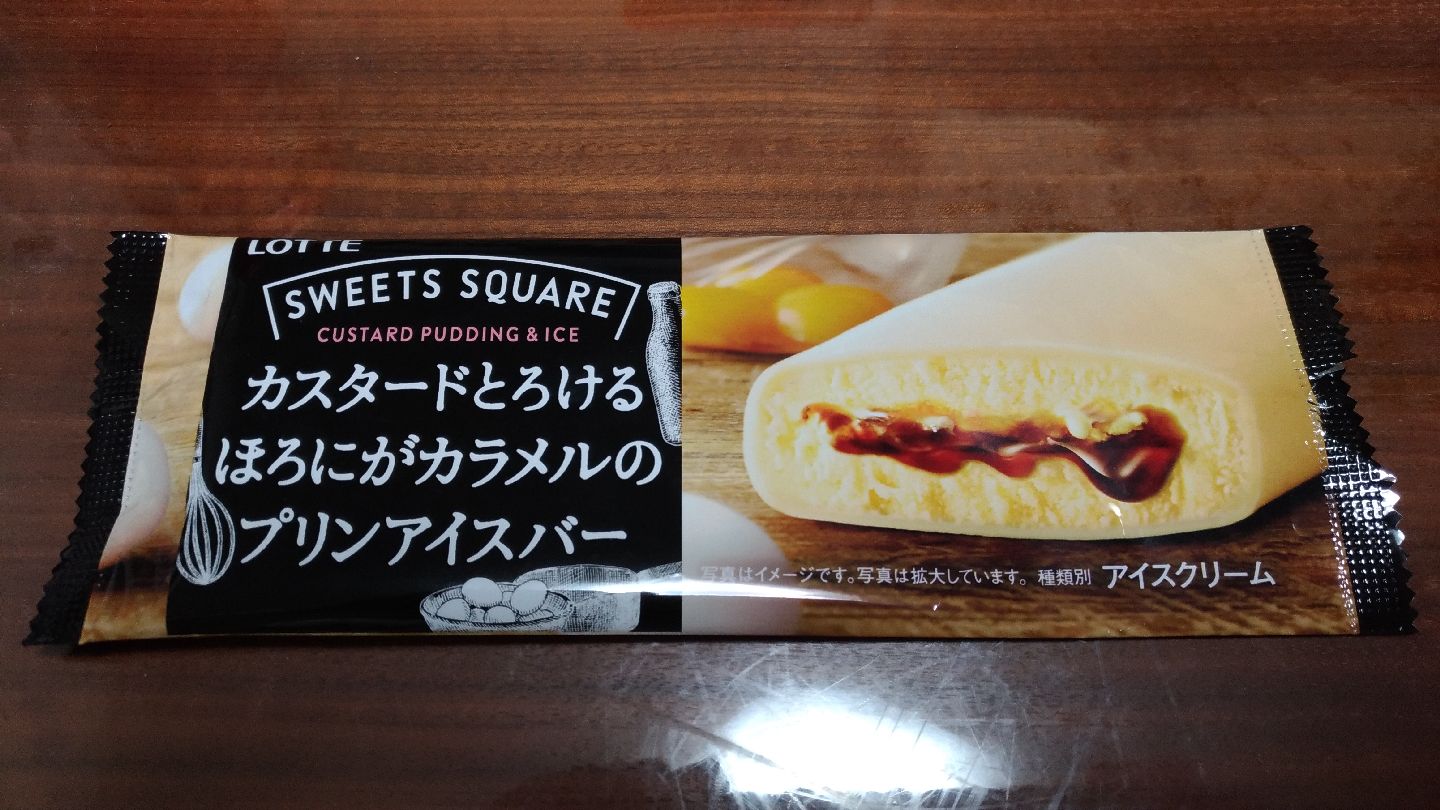 LOTTE
SWEETS SQUARE
CUSTARD PUDDING & ICE
カスタードとろける
ほろにがカラメルの
プリンアイスバー
写真はイメージです。写真は拡大しています。 種類別 アイスクリーム